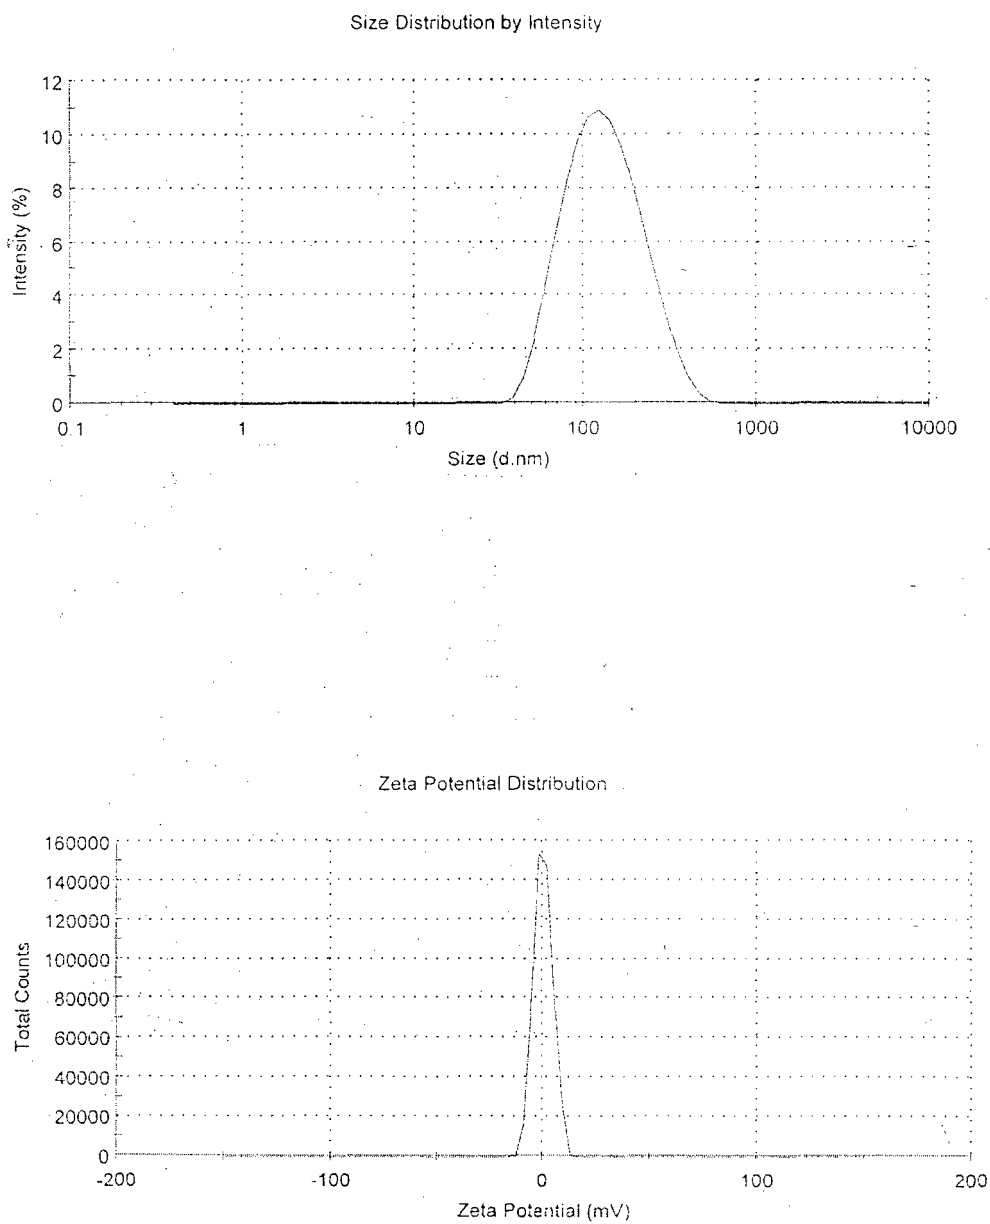 Size Distribution by Intensity
12
10
8
6
4
2
0
Intensity (%)
0.1 1 10 100 1000 10000
Size (d.nm)
Zeta Potential Distribution
160000
140000
120000
100000
80000
60000
40000
20000
0
Total Counts
-200 -100 0 100 200
Zeta Potential (mV)